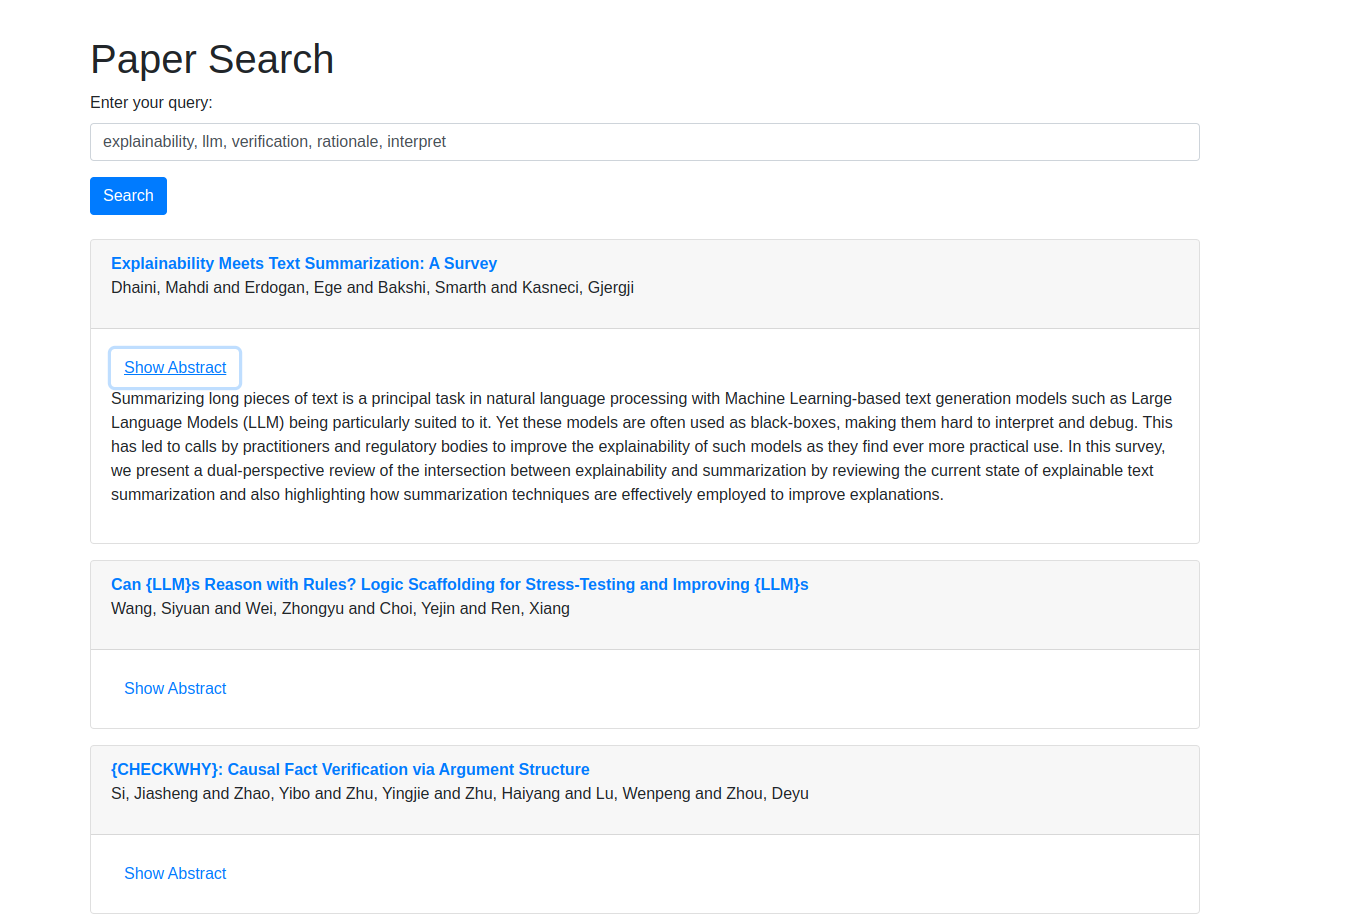 Paper Search
Enter your query:
explainability, llm, verification, rationale, interpret
Search
Explainability Meets Text Summarization: A Survey
Dhaini, Mahdi and Erdogan, Ege and Bakshi, Smarth and Kasneci, Gjergji
Show Abstract
Summarizing long pieces of text is a principal task in natural language processing with Machine Learning-based text generation models such as Large
Language Models (LLM) being particularly suited to it. Yet these models are often used as black-boxes, making them hard to interpret and debug. This
has led to calls by practitioners and regulatory bodies to improve the explainability of such models as they find ever more practical use. In this survey,
we present a dual-perspective review of the intersection between explainability and summarization by reviewing the current state of explainable text
summarization and also highlighting how summarization techniques are effectively employed to improve explanations.
Can {LLM}s Reason with Rules? Logic Scaffolding for Stress-Testing and Improving {LLM}s
Wang, Siyuan and Wei, Zhongyu and Choi, Yejin and Ren, Xiang
Show Abstract
{CHECKWHY}: Causal Fact Verification via Argument Structure
Si, Jiasheng and Zhao, Yibo and Zhu, Yingjie and Zhu, Haiyang and Lu, Wenpeng and Zhou, Deyu
Show Abstract